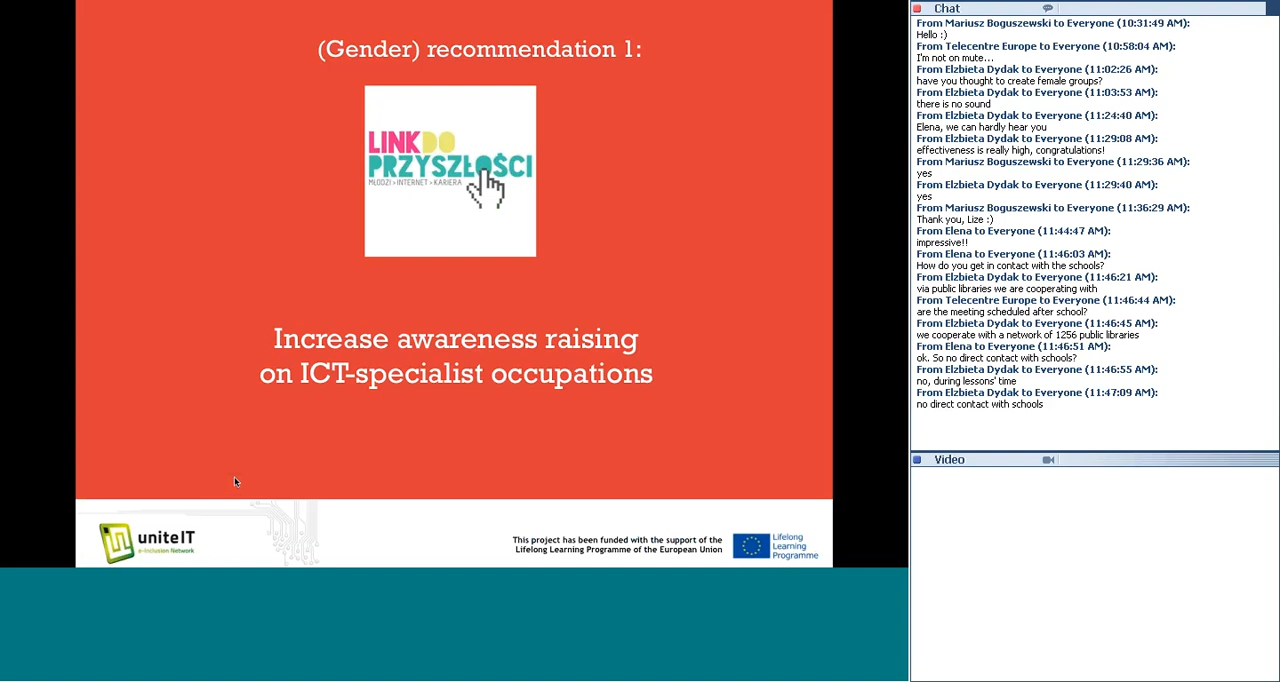 (Gender) recommendation 1:
LINK DO
PRZYSZŁOŚCI
MŁODZI > INTERNET > KARIERA
Increase awareness raising
on ICT-specialist occupations
uniteIT
e-Inclusion Network
This project has been funded with the support of the
Lifelong Learning Programme of the European Union
Lifelong
Learning
Programme
Chat
From Mariusz Boguszewski to Everyone (10:31:49 AM):
Hello :)
From Telecentre Europe to Everyone (10:58:04 AM):
I'm not on mute...
From Elzbieta Dydak to Everyone (11:02:26 AM):
have you thought to create female groups?
From Elzbieta Dydak to Everyone (11:03:53 AM):
there is no sound
From Elzbieta Dydak to Everyone (11:24:40 AM):
Elena, we can hardly hear you
From Elzbieta Dydak to Everyone (11:29:08 AM):
effectiveness is really high, congratulations!
From Mariusz Boguszewski to Everyone (11:29:36 AM):
yes
From Elzbieta Dydak to Everyone (11:29:40 AM):
yes
From Mariusz Boguszewski to Everyone (11:36:29 AM):
Thank you, Lize :)
From Elena to Everyone (11:44:47 AM):
impressive!!
From Elena to Everyone (11:46:03 AM):
How do you get in contact with the schools?
From Elzbieta Dydak to Everyone (11:46:21 AM):
via public libraries we are cooperating with
From Telecentre Europe to Everyone (11:46:44 AM):
are the meeting scheduled after school?
From Elzbieta Dydak to Everyone (11:46:45 AM):
we cooperate with a network of 1256 public libraries
From Elena to Everyone (11:46:51 AM):
ok. So no direct contact with schools?
From Elzbieta Dydak to Everyone (11:46:55 AM):
no, during lessons' time
From Elzbieta Dydak to Everyone (11:47:09 AM):
no direct contact with schools
Video